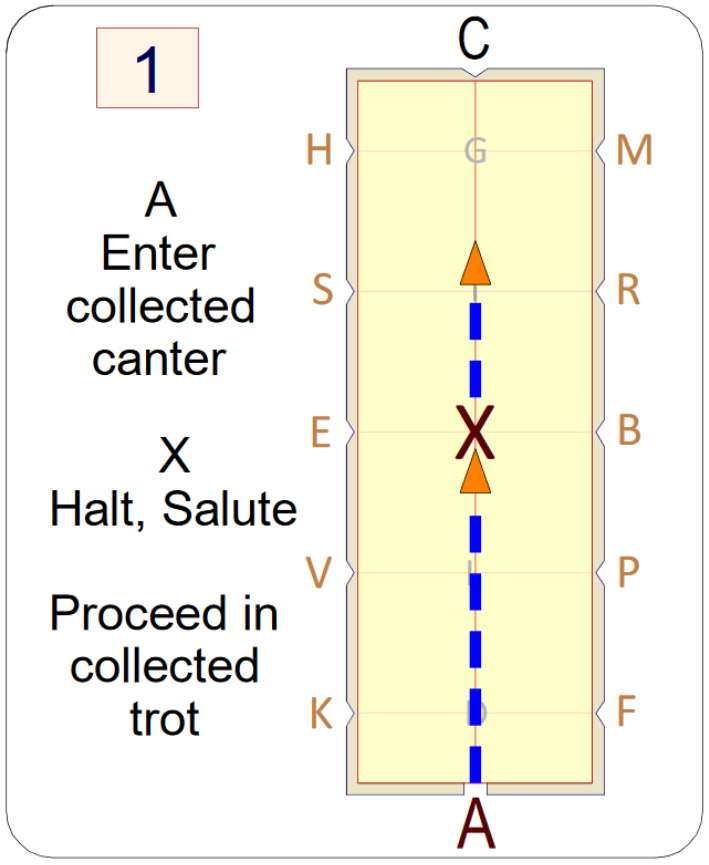 1
A
Enter
collected
canter
X
Halt, Salute
Proceed in
collected
trot
C
H
G
M
S
I
R
E
X
B
V
L
P
K
D
F
A